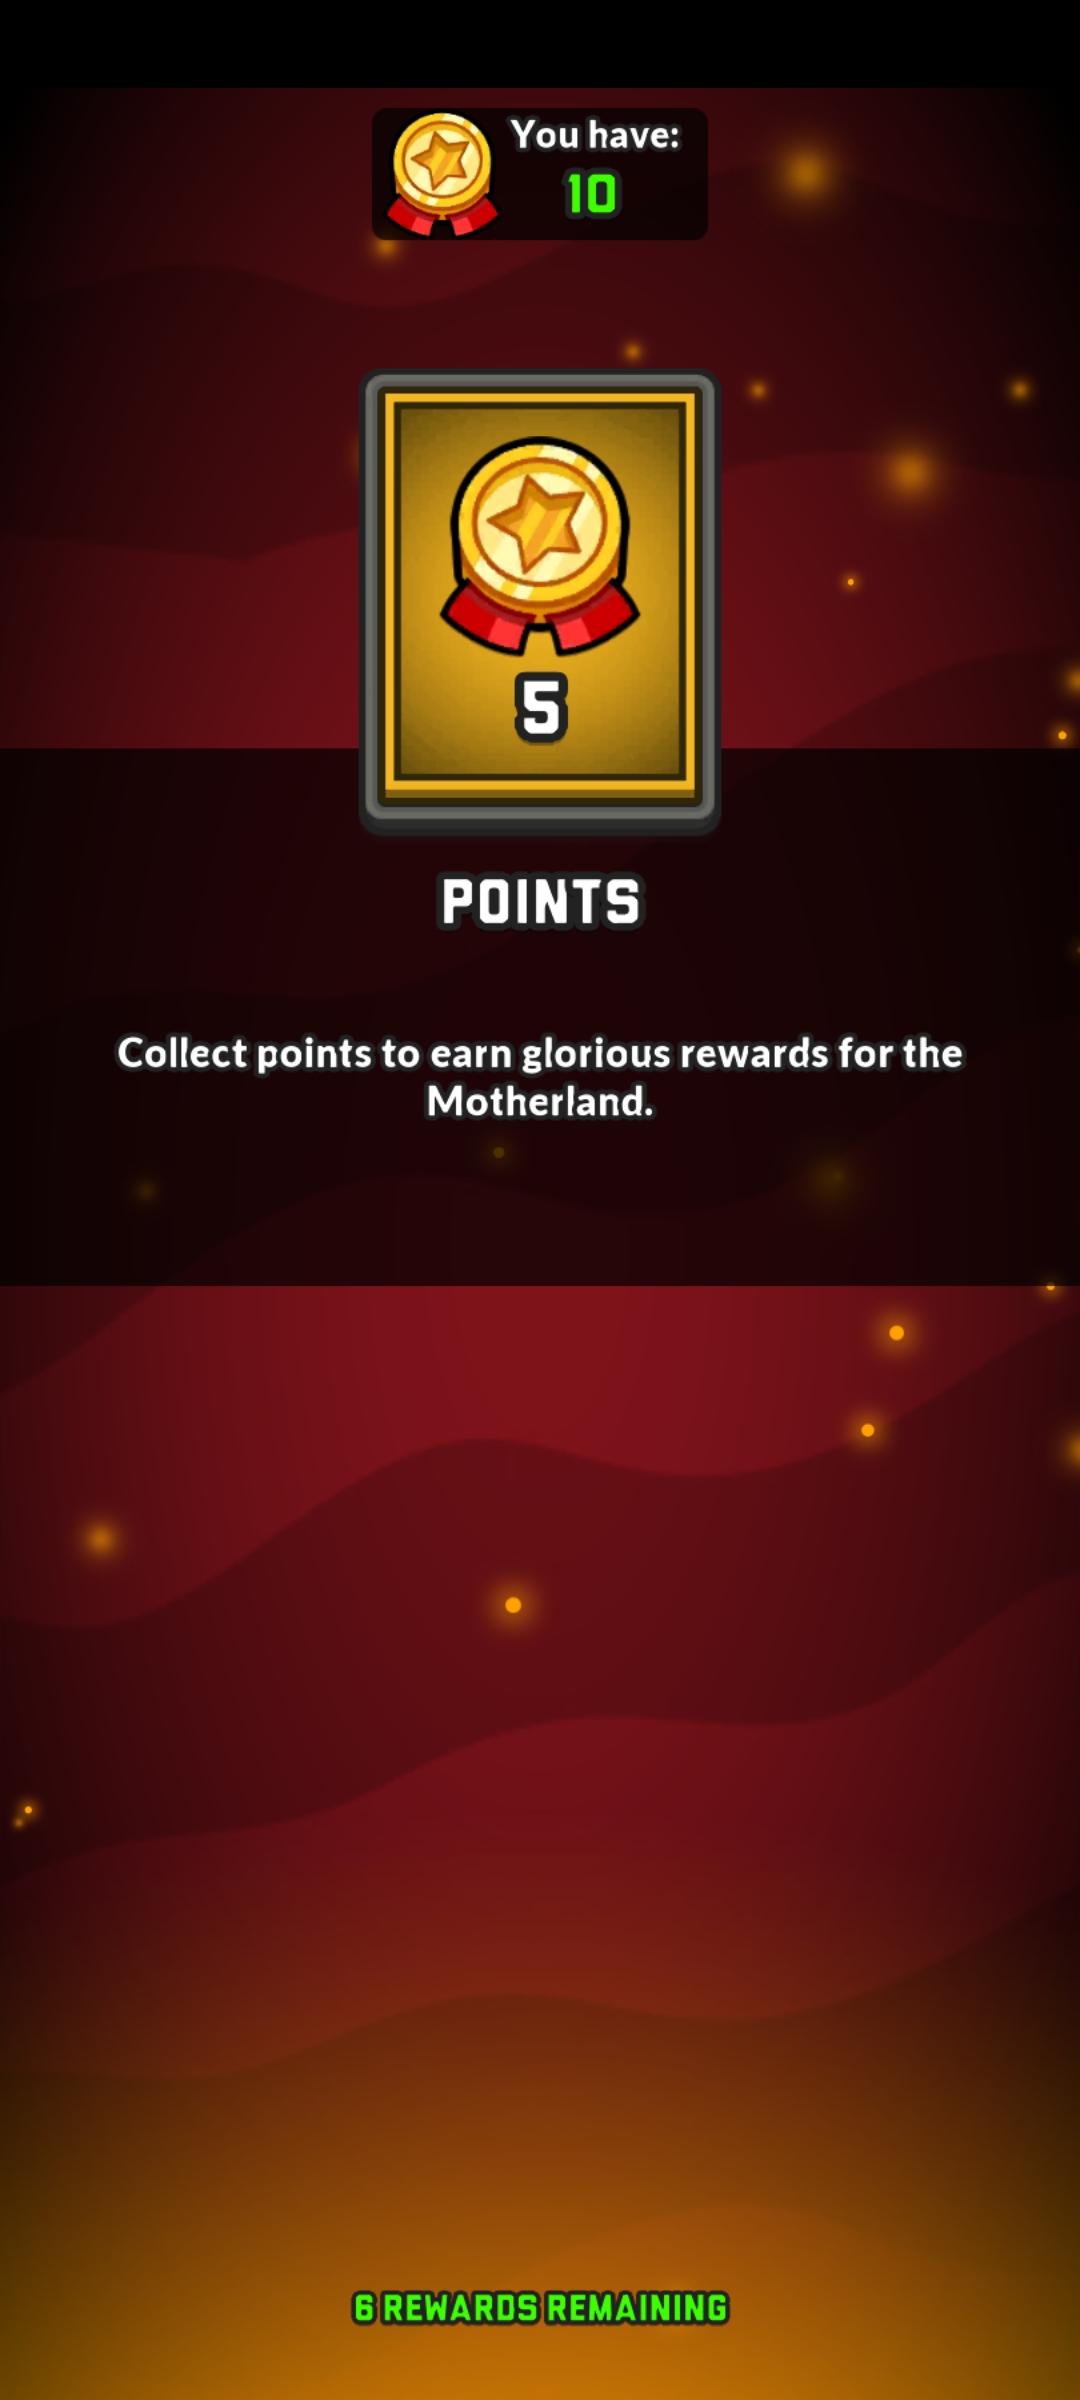 You have:
10
5
POINTS
Collect points to earn glorious rewards for the
Motherland.
6 REWARDS REMAINING